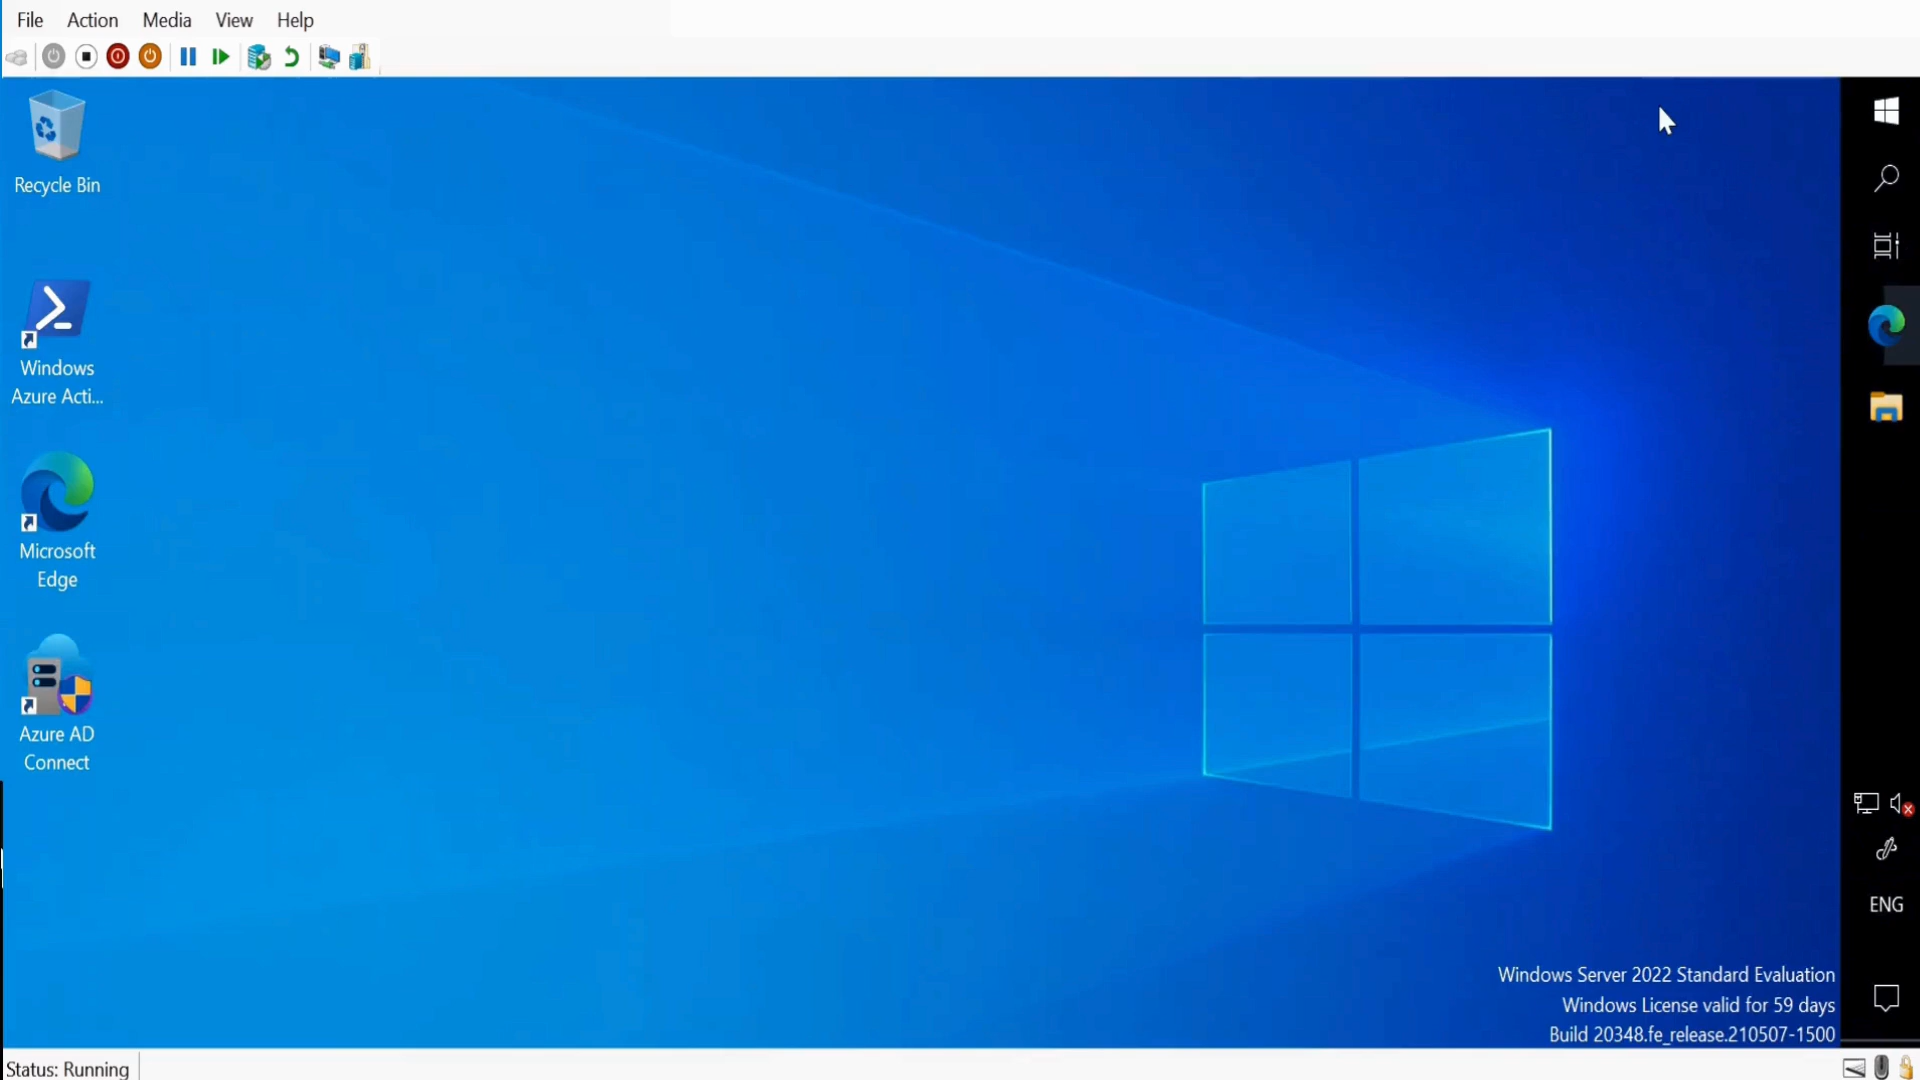 File Action Media View Help
Recycle Bin
Windows
Azure Acti...
Microsoft
Edge
Azure AD
Connect
ENG
Windows Server 2022 Standard Evaluation
Windows License valid for 59 days
Build 20348.fe_release.210507-1500
Status: Running